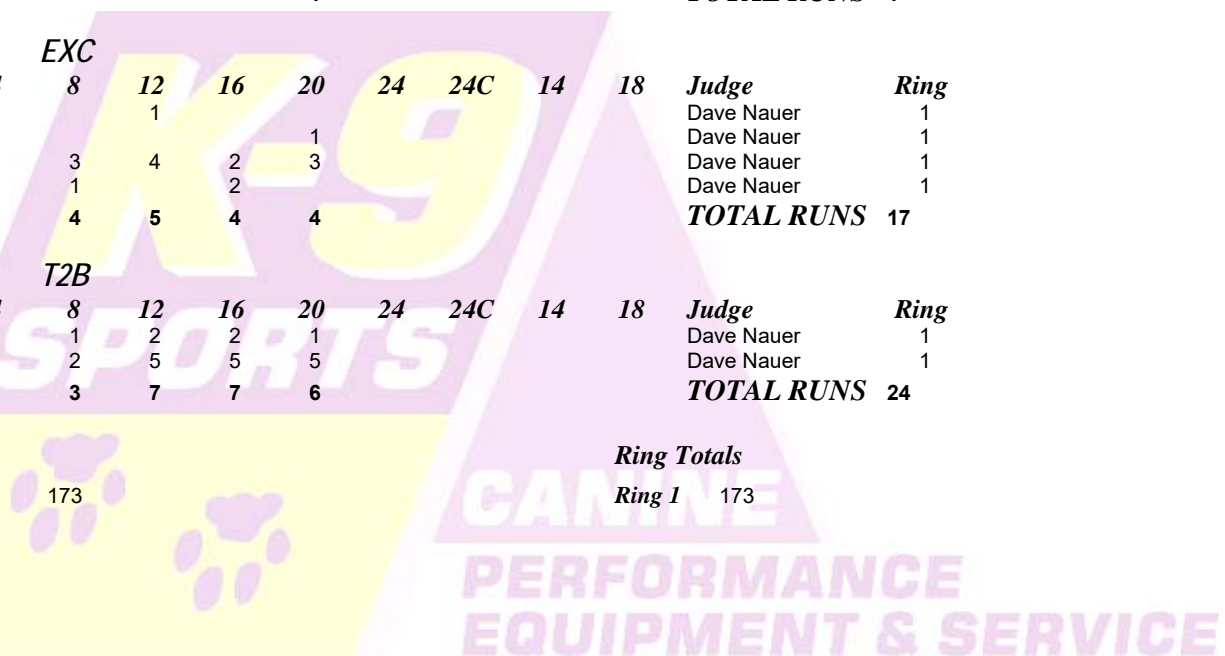 TOTAL RUNS
EXC
8 12 16 20 24 24C 14 18 Judge Ring
1 Dave Nauer 1
1 Dave Nauer 1
3 4 2 3 Dave Nauer 1
1 2 Dave Nauer 1
4 5 4 4 TOTAL RUNS 17
T2B
8 12 16 20 24 24C 14 18 Judge Ring
1 2 2 1 Dave Nauer 1
2 5 5 5 Dave Nauer 1
3 7 7 6 TOTAL RUNS 24
Ring Totals
173 Ring 1 173
K-9
SPORTS
CANINE
PERFORMANCE
EQUIPMENT & SERVICE